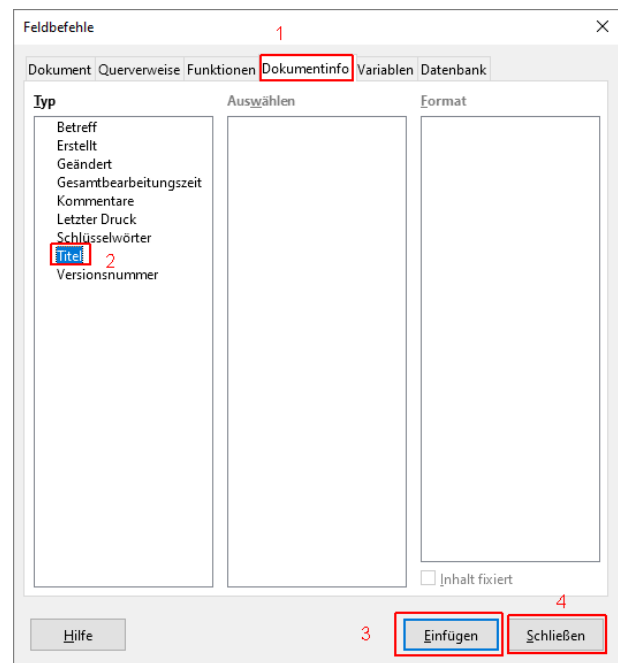 Feldbefehle
1
Dokument Querverweise Funktionen Dokumentinfo Variablen Datenbank
Typ Auswählen Format
Betreff
Erstellt
Geändert
Gesamtbearbeitungszeit
Kommentare
Letzter Druck
Schlüsselwörter
Titel 2
Versionsnummer
Inhalt fixiert
4
Hilfe 3 Einfügen Schließen